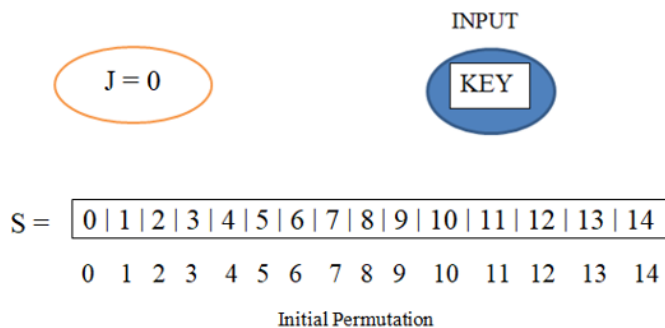 INPUT
J = 0
KEY
S = 0 | 1 | 2 | 3 | 4 | 5 | 6 | 7 | 8 | 9 | 10 | 11 | 12 | 13 | 14
0 1 2 3 4 5 6 7 8 9 10 11 12 13 14
Initial Permutation